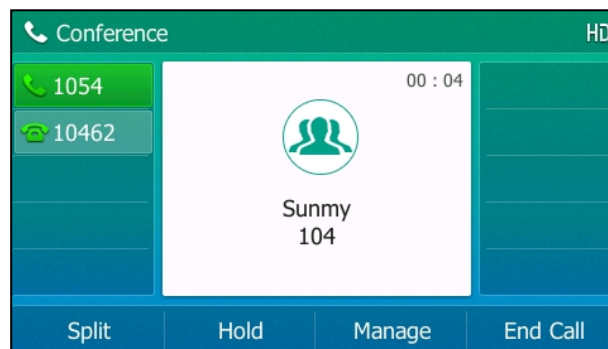 Conference
HD
1054
10462
00 : 04
Sunmy
104
Split
Hold
Manage
End Call